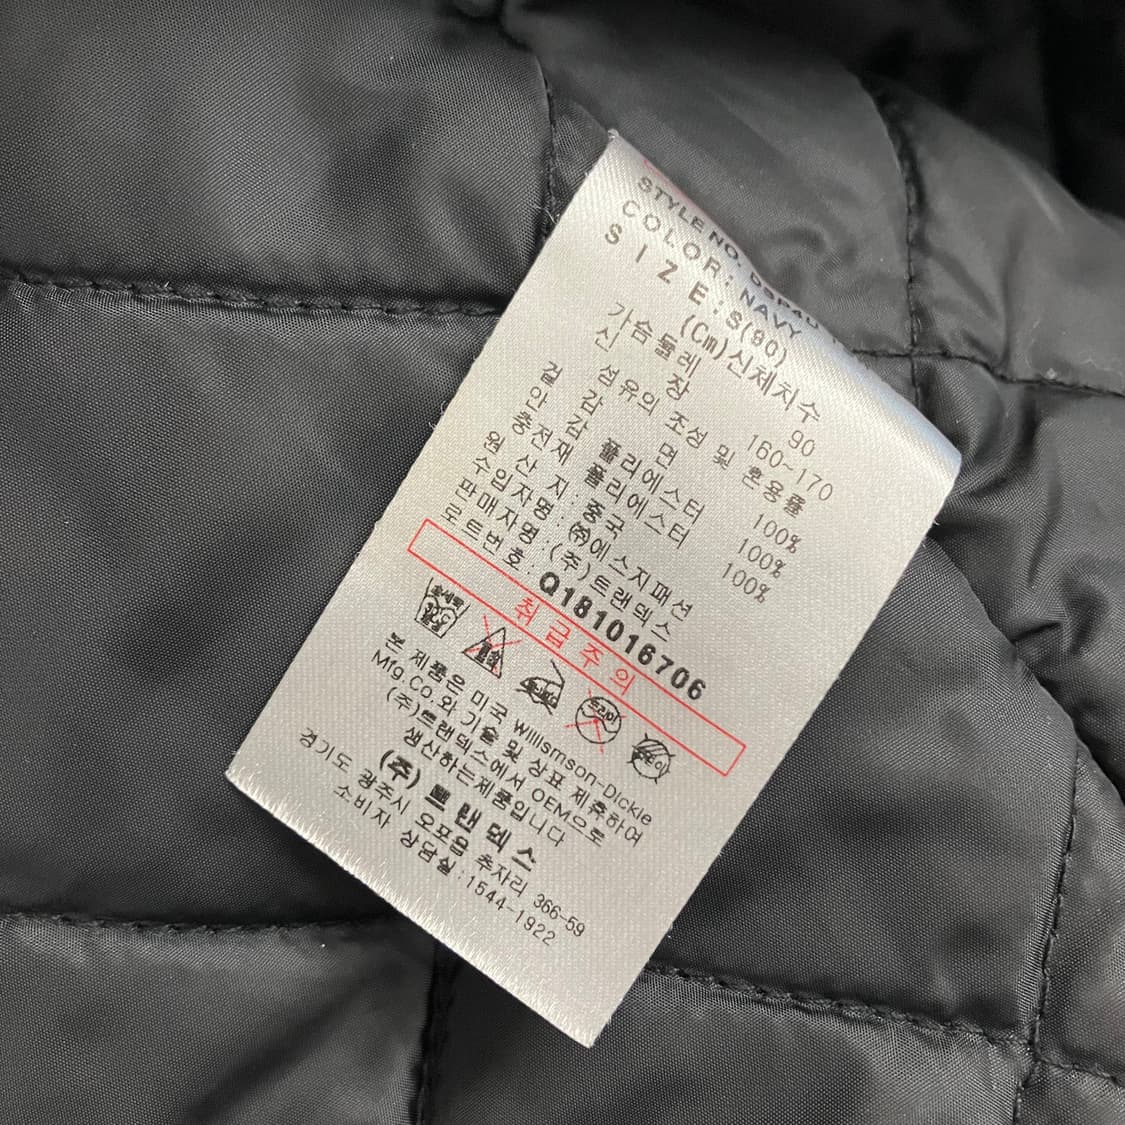 STYLE NO.
COLOR: NAVY
SIZE: S(90)
(Cm)신체치수
가슴둘레 90
신 장 160~170
섬유의 조성 및 혼용률
겉 감 면 100%
안 감 폴리에스터 100%
충전재 폴리에스터 100%
원 산 지 : 중국
수입자명 : ㈜에스지패션
판매자명 : (주)트랜덱스
로트번호 : Q181016706
취급주의
드라이
본 제품은 미국 Willismson-Dickie
Mfg.Co.와 기술 및 상표 제휴하여
(주)트랜덱스에서 OEM으로
생산하는제품입니다
(주)트랜덱스
경기도 광주시 오포읍 추자리 366-59
소비자 상담실:1544-1922